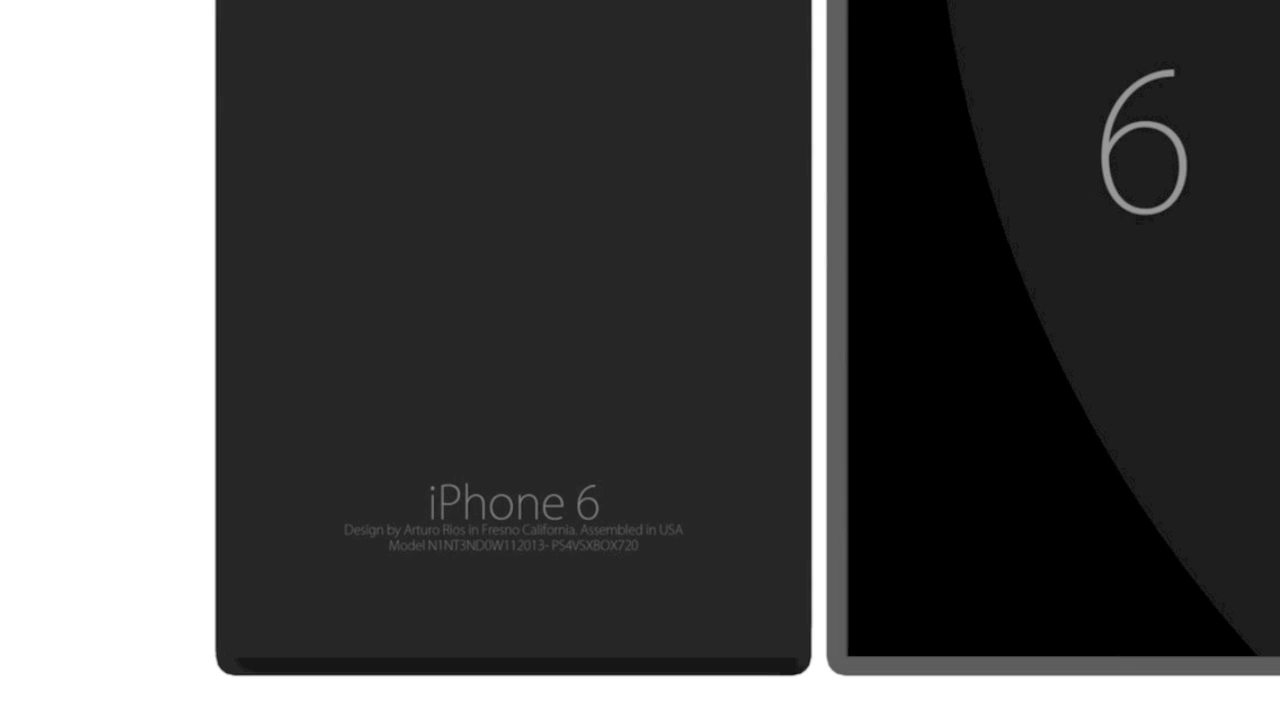 6
iPhone 6
Design by Arturo Rios in Fresno California. Assembled in USA
Model N1NT3ND0W112013- PS4VSXBOX720